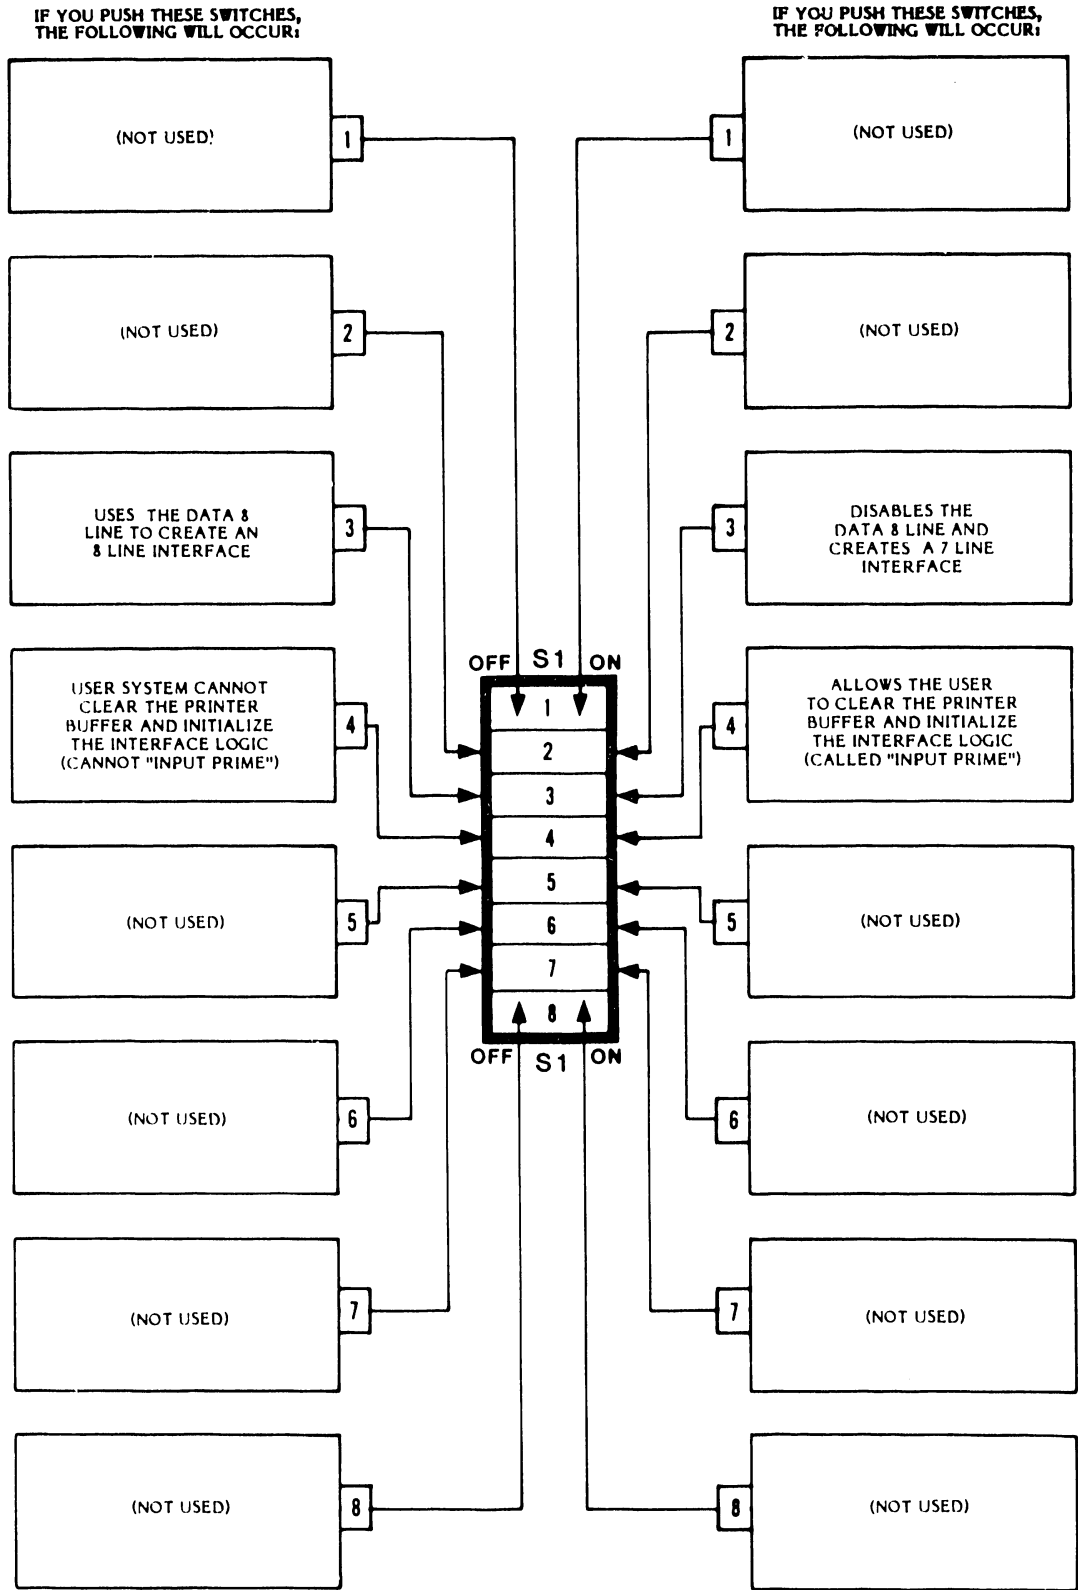 IF YOU PUSH THESE SWITCHES,
THE FOLLOWING WILL OCCUR:
IF YOU PUSH THESE SWITCHES,
THE FOLLOWING WILL OCCUR:
(NOT USED)
1
1
(NOT USED)
(NOT USED)
2
2
(NOT USED)
USES THE DATA 8
LINE TO CREATE AN
8 LINE INTERFACE
3
3
DISABLES THE
DATA 8 LINE AND
CREATES A 7 LINE
INTERFACE
USER SYSTEM CANNOT
CLEAR THE PRINTER
BUFFER AND INITIALIZE
THE INTERFACE LOGIC
(CANNOT "INPUT PRIME")
4
OFF S1 ON
1
2
3
4
5
6
7
8
OFF S1 ON
4
ALLOWS THE USER
TO CLEAR THE PRINTER
BUFFER AND INITIALIZE
THE INTERFACE LOGIC
(CALLED "INPUT PRIME")
(NOT USED)
5
5
(NOT USED)
(NOT USED)
6
6
(NOT USED)
(NOT USED)
7
7
(NOT USED)
(NOT USED)
8
8
(NOT USED)